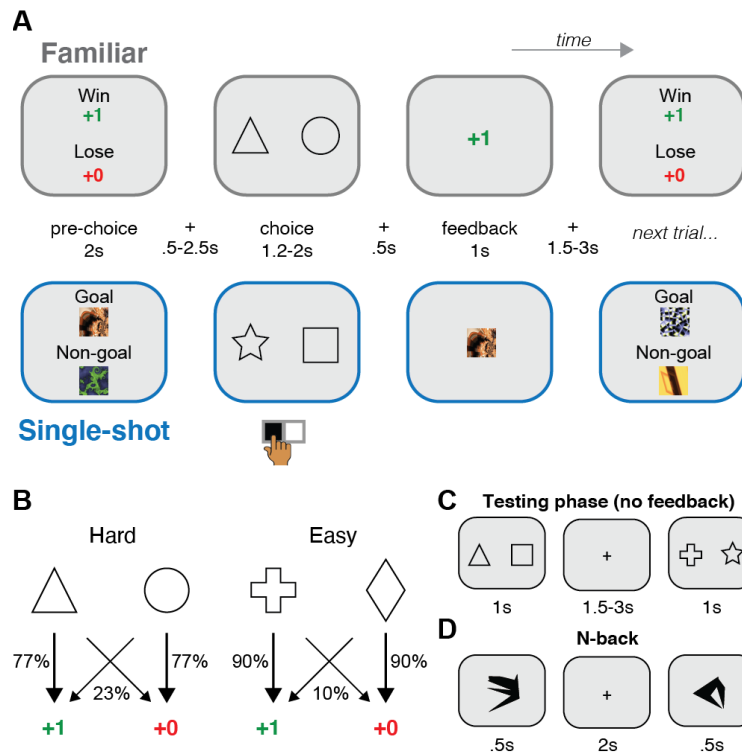 A
Familiar
time
Win
+1
Lose
+0
+1
Win
+1
Lose
+0
pre-choice + choice + feedback + next trial...
2s .5-2.5s 1.2-2s .5s 1s 1.5-3s
Goal
Non-goal
Goal
Non-goal
Single-shot
B
Hard Easy
77% 77% 90% 90%
23% 10%
+1 +0 +1 +0
C
Testing phase (no feedback)
+
1s 1.5-3s 1s
D
N-back
+
.5s 2s .5s